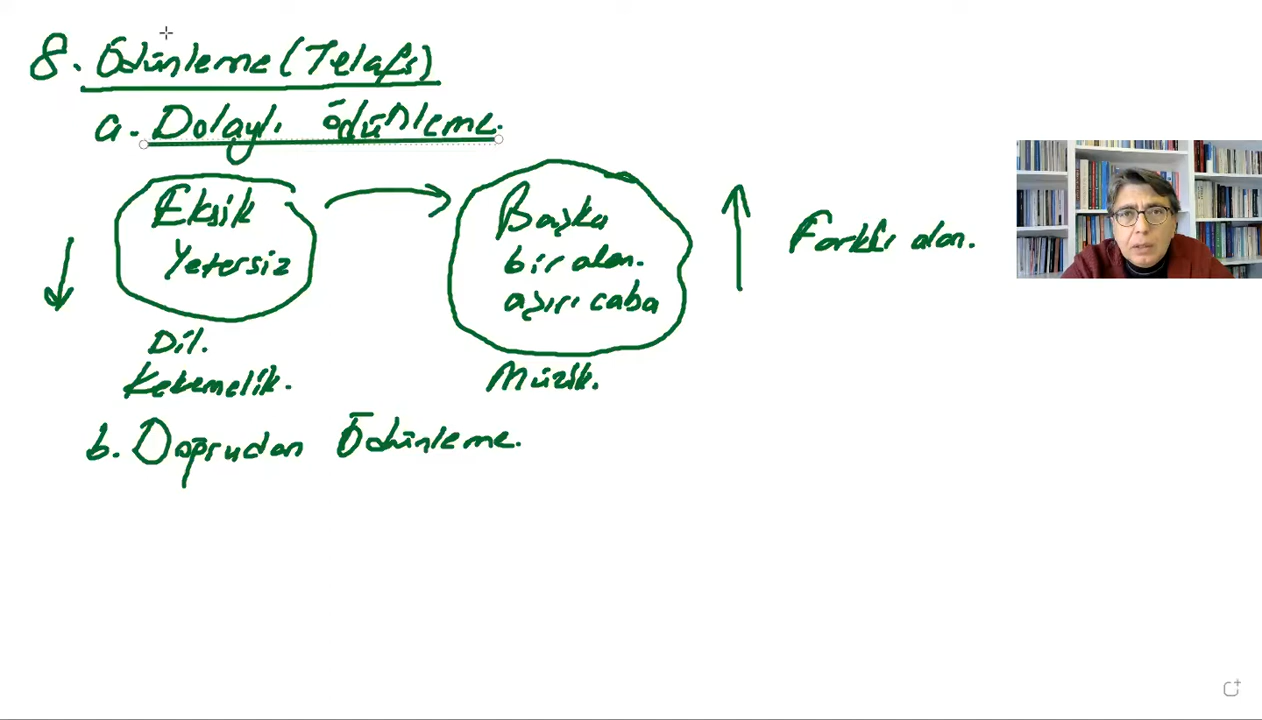 8. Ödünleme (Telafi)
a. Dolaylı ödünleme.
Eksik
Yetersiz
Başka
bir alan.
aşırı caba
Farklı alan.
Dil.
Kekemelik.
Müzik.
b. Doğrudan Ödünleme.